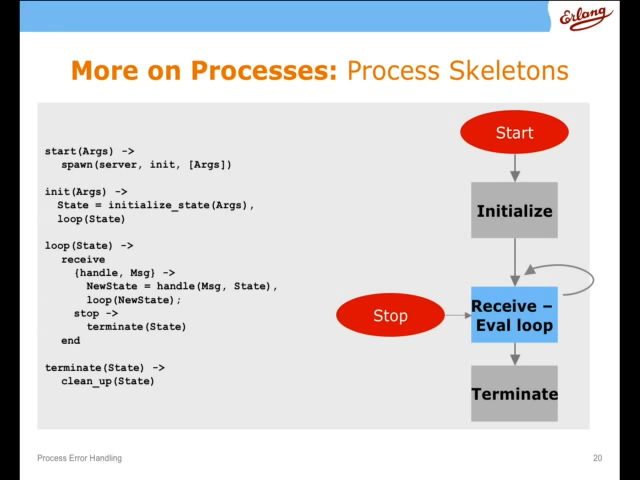 Erlang
More on Processes: Process Skeletons
start(Args) ->
spawn(server, init, [Args])
init(Args) ->
State = initialize_state(Args),
loop(State)
loop(State) ->
receive
{handle, Msg} ->
NewState = handle(Msg, State),
loop(NewState);
stop ->
terminate(State)
end
terminate(State) ->
clean_up(State)
Start
Initialize
Receive –
Eval loop
Stop
Terminate
Process Error Handling
20